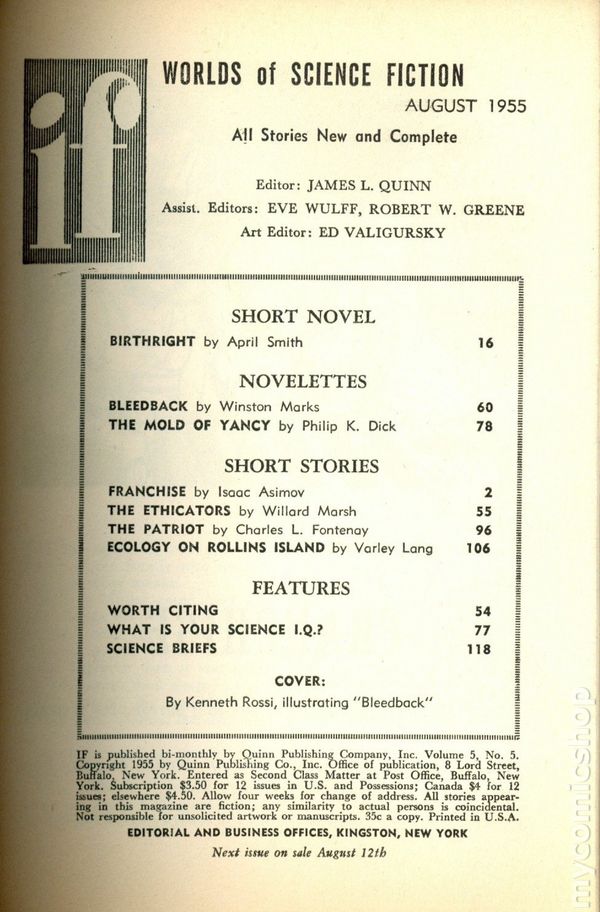 if
WORLDS of SCIENCE FICTION
AUGUST 1955
All Stories New and Complete
Editor: JAMES L. QUINN
Assist. Editors: EVE WULFF, ROBERT W. GREENE
Art Editor: ED VALIGURSKY
SHORT NOVEL
BIRTHRIGHT by April Smith 16
NOVELETTES
BLEEDBACK by Winston Marks 60
THE MOLD OF YANCY by Philip K. Dick 78
SHORT STORIES
FRANCHISE by Isaac Asimov 2
THE ETHICATORS by Willard Marsh 55
THE PATRIOT by Charles L. Fontenay 96
ECOLOGY ON ROLLINS ISLAND by Varley Lang 106
FEATURES
WORTH CITING 54
WHAT IS YOUR SCIENCE I.Q.? 77
SCIENCE BRIEFS 118
COVER:
By Kenneth Rossi, illustrating "Bleedback"
IF is published bi-monthly by Quinn Publishing Company, Inc. Volume 5, No. 5.
Copyright 1955 by Quinn Publishing Co., Inc. Office of publication, 8 Lord Street,
Buffalo, New York. Entered as Second Class Matter at Post Office, Buffalo, New
York. Subscription $3.50 for 12 issues in U.S. and Possessions; Canada $4 for 12
issues; elsewhere $4.50. Allow four weeks for change of address. All stories appear-
ing in this magazine are fiction; any similarity to actual persons is coincidental.
Not responsible for unsolicited artwork or manuscripts. 35c a copy. Printed in U.S.A.
EDITORIAL AND BUSINESS OFFICES, KINGSTON, NEW YORK
Next issue on sale August 12th
mycomicshop